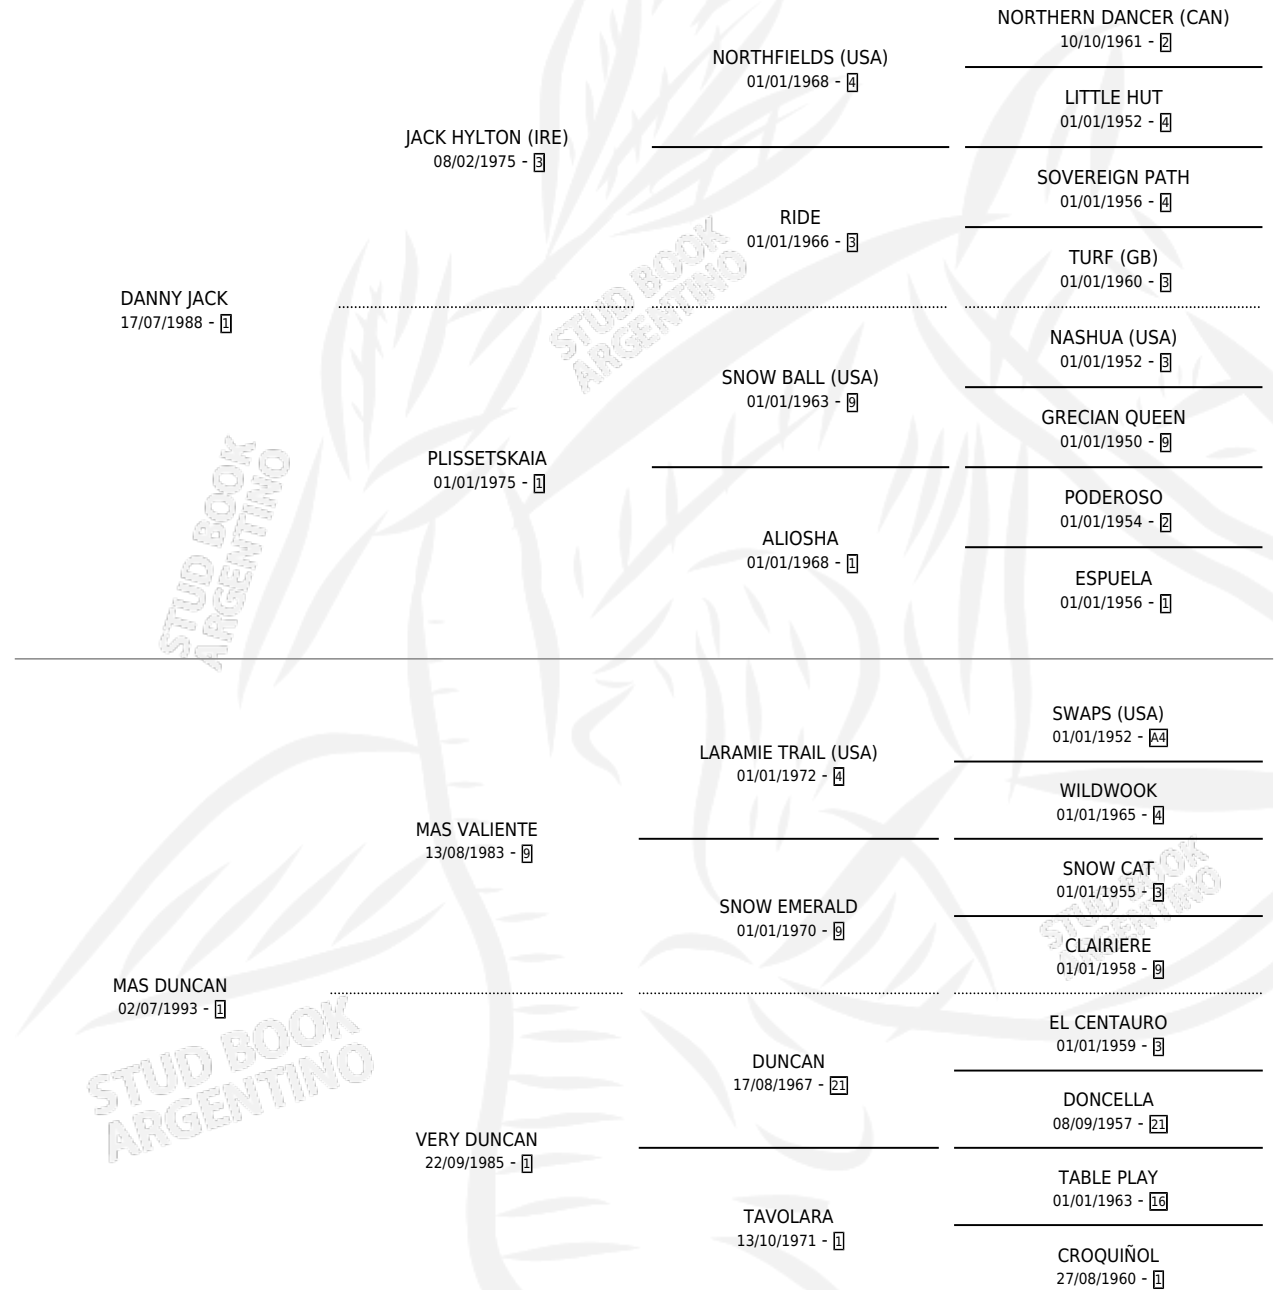 NORTHERN DANCER (CAN)
10/10/1961 - 2
NORTHFIELDS (USA)
01/01/1968 - 4
LITTLE HUT
01/01/1952 - 4
JACK HYLTON (IRE)
08/02/1975 - 3
SOVEREIGN PATH
01/01/1956 - 4
RIDE
01/01/1966 - 3
TURF (GB)
01/01/1960 - 3
DANNY JACK
17/07/1988 - 1
NASHUA (USA)
01/01/1952 - 3
SNOW BALL (USA)
01/01/1963 - 9
GRECIAN QUEEN
01/01/1950 - 9
PLISSETSKAIA
01/01/1975 - 1
PODEROSO
01/01/1954 - 2
ALIOSHA
01/01/1968 - 1
ESPUELA
01/01/1956 - 1
SWAPS (USA)
01/01/1952 - A4
LARAMIE TRAIL (USA)
01/01/1972 - 4
WILDWOOK
01/01/1965 - 4
MAS VALIENTE
13/08/1983 - 9
SNOW CAT
01/01/1955 - 3
SNOW EMERALD
01/01/1970 - 9
CLAIRIERE
01/01/1958 - 9
MAS DUNCAN
02/07/1993 - 1
EL CENTAURO
01/01/1959 - 3
DUNCAN
17/08/1967 - 21
DONCELLA
08/09/1957 - 21
VERY DUNCAN
22/09/1985 - 1
TABLE PLAY
01/01/1963 - 16
TAVOLARA
13/10/1971 - 1
CROQUIÑOL
27/08/1960 - 1
STUD BOOK
ARGENTINO
STUD BOOK
ARGENTINO
STUD BOOK
ARGENTINO
STUD BOOK
ARGENTINO